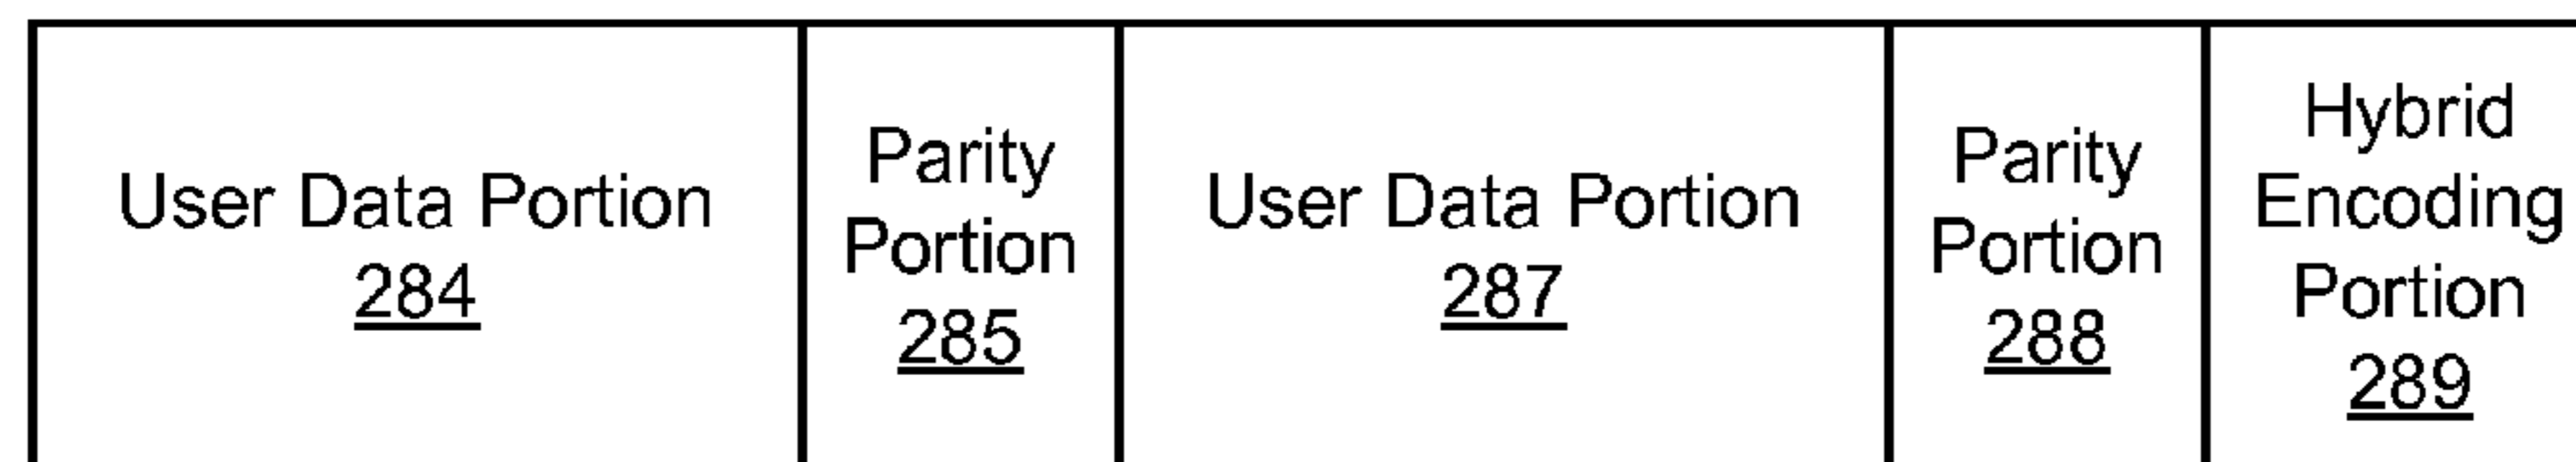 User Data Portion
284
Parity
Portion
285
User Data Portion
287
Parity
Portion
288
Hybrid
Encoding
Portion
289